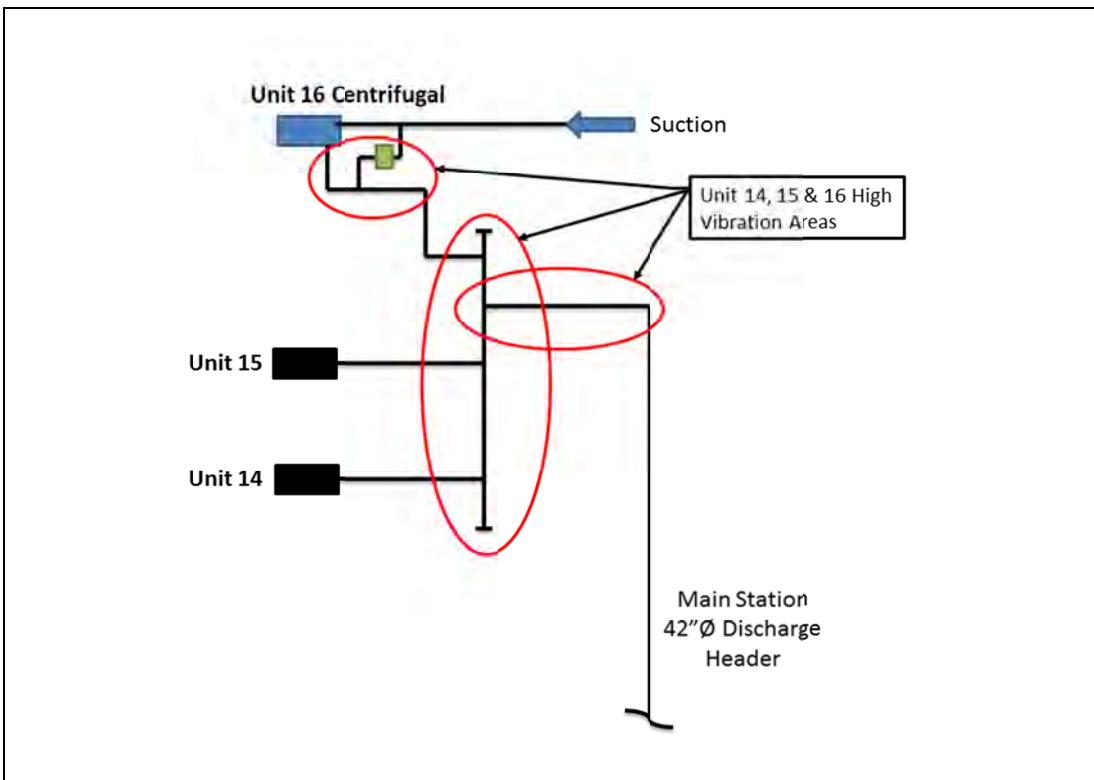 Unit 16 Centrifugal
Suction
Unit 14, 15 & 16 High
Vibration Areas
Unit 15
Unit 14
Main Station
42”Ø Discharge
Header